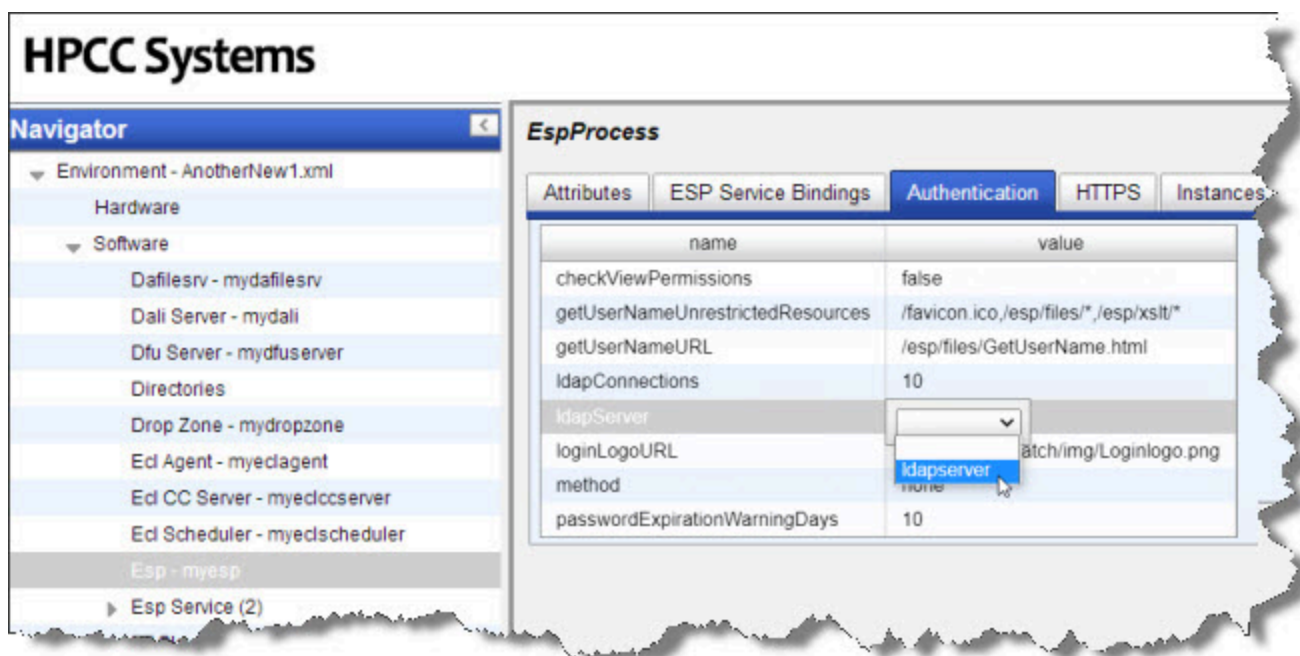 HPCC Systems
Navigator
Environment - AnotherNew1.xml
Hardware
Software
Dafilesrv - mydafilesrv
Dali Server - mydali
Dfu Server - mydfuserver
Directories
Drop Zone - mydropzone
Ecl Agent - myeclagent
Ecl CC Server - myeclccserver
Ecl Scheduler - myeclscheduler
Esp - myesp
Esp Service (2)
EspProcess
Attributes ESP Service Bindings Authentication HTTPS Instances
name value
checkViewPermissions false
getUserNameUnrestrictedResources /favicon.ico,/esp/files/*,/esp/xslt/*
getUserNameURL /esp/files/GetUserName.html
ldapConnections 10
ldapServer
loginLogoURL atch/img/Loginlogo.png
ldapserver
method none
passwordExpirationWarningDays 10